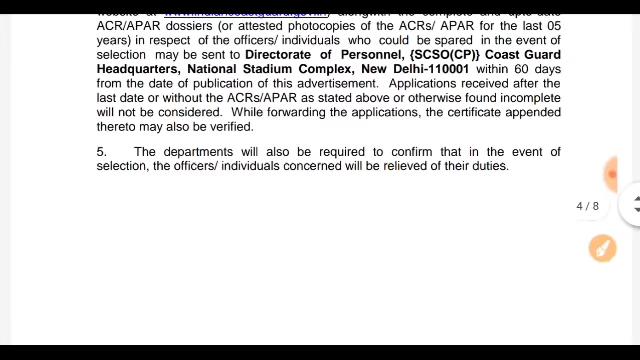 ACR/APAR dossiers (or attested photocopies of the ACRs/ APAR for the last 05
years) in respect of the officers/ individuals who could be spared in the event of
selection may be sent to Directorate of Personnel, {SCSO(CP)} Coast Guard
Headquarters, National Stadium Complex, New Delhi-110001 within 60 days
from the date of publication of this advertisement. Applications received after the
last date or without the ACRs/APAR as stated above or otherwise found incomplete
will not be considered. While forwarding the applications, the certificate appended
thereto may also be verified.
5. The departments will also be required to confirm that in the event of
selection, the officers/ individuals concerned will be relieved of their duties.
4 / 8